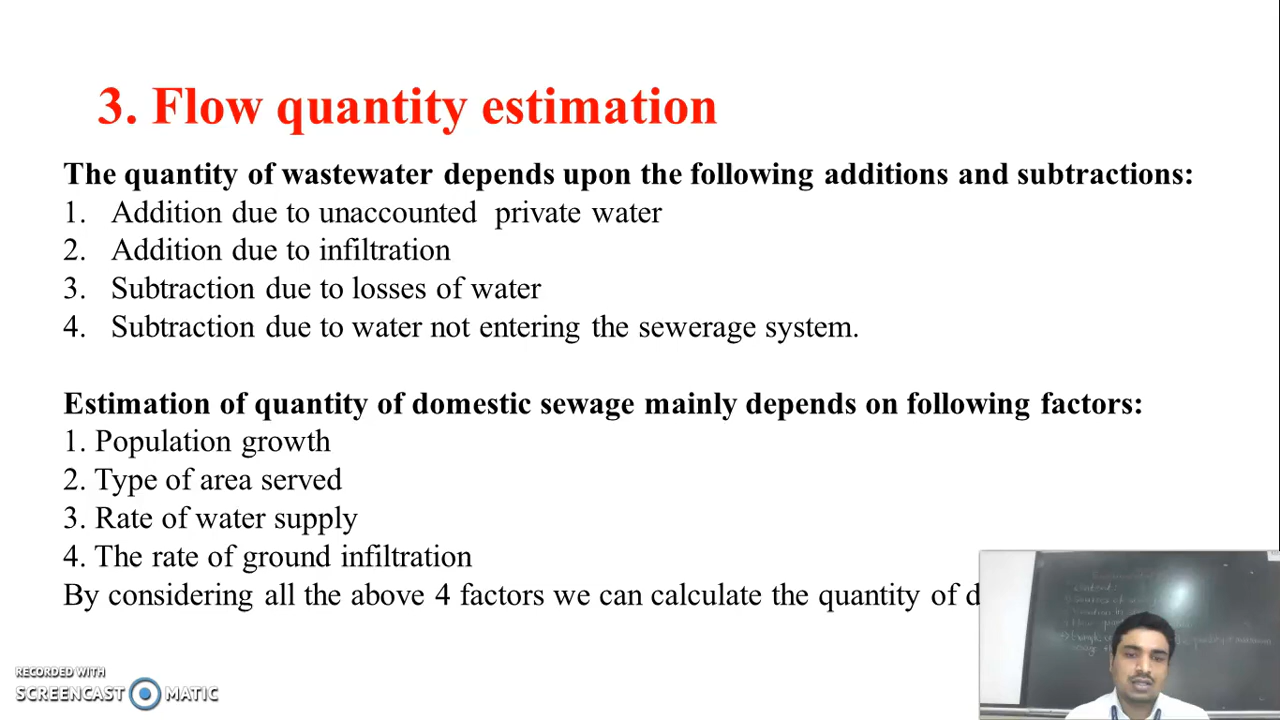 3. Flow quantity estimation
The quantity of wastewater depends upon the following additions and subtractions:
1. Addition due to unaccounted private water
2. Addition due to infiltration
3. Subtraction due to losses of water
4. Subtraction due to water not entering the sewerage system.
Estimation of quantity of domestic sewage mainly depends on following factors:
1. Population growth
2. Type of area served
3. Rate of water supply
4. The rate of ground infiltration
By considering all the above 4 factors we can calculate the quantity of
RECORDED WITH
SCREENCAST MATIC